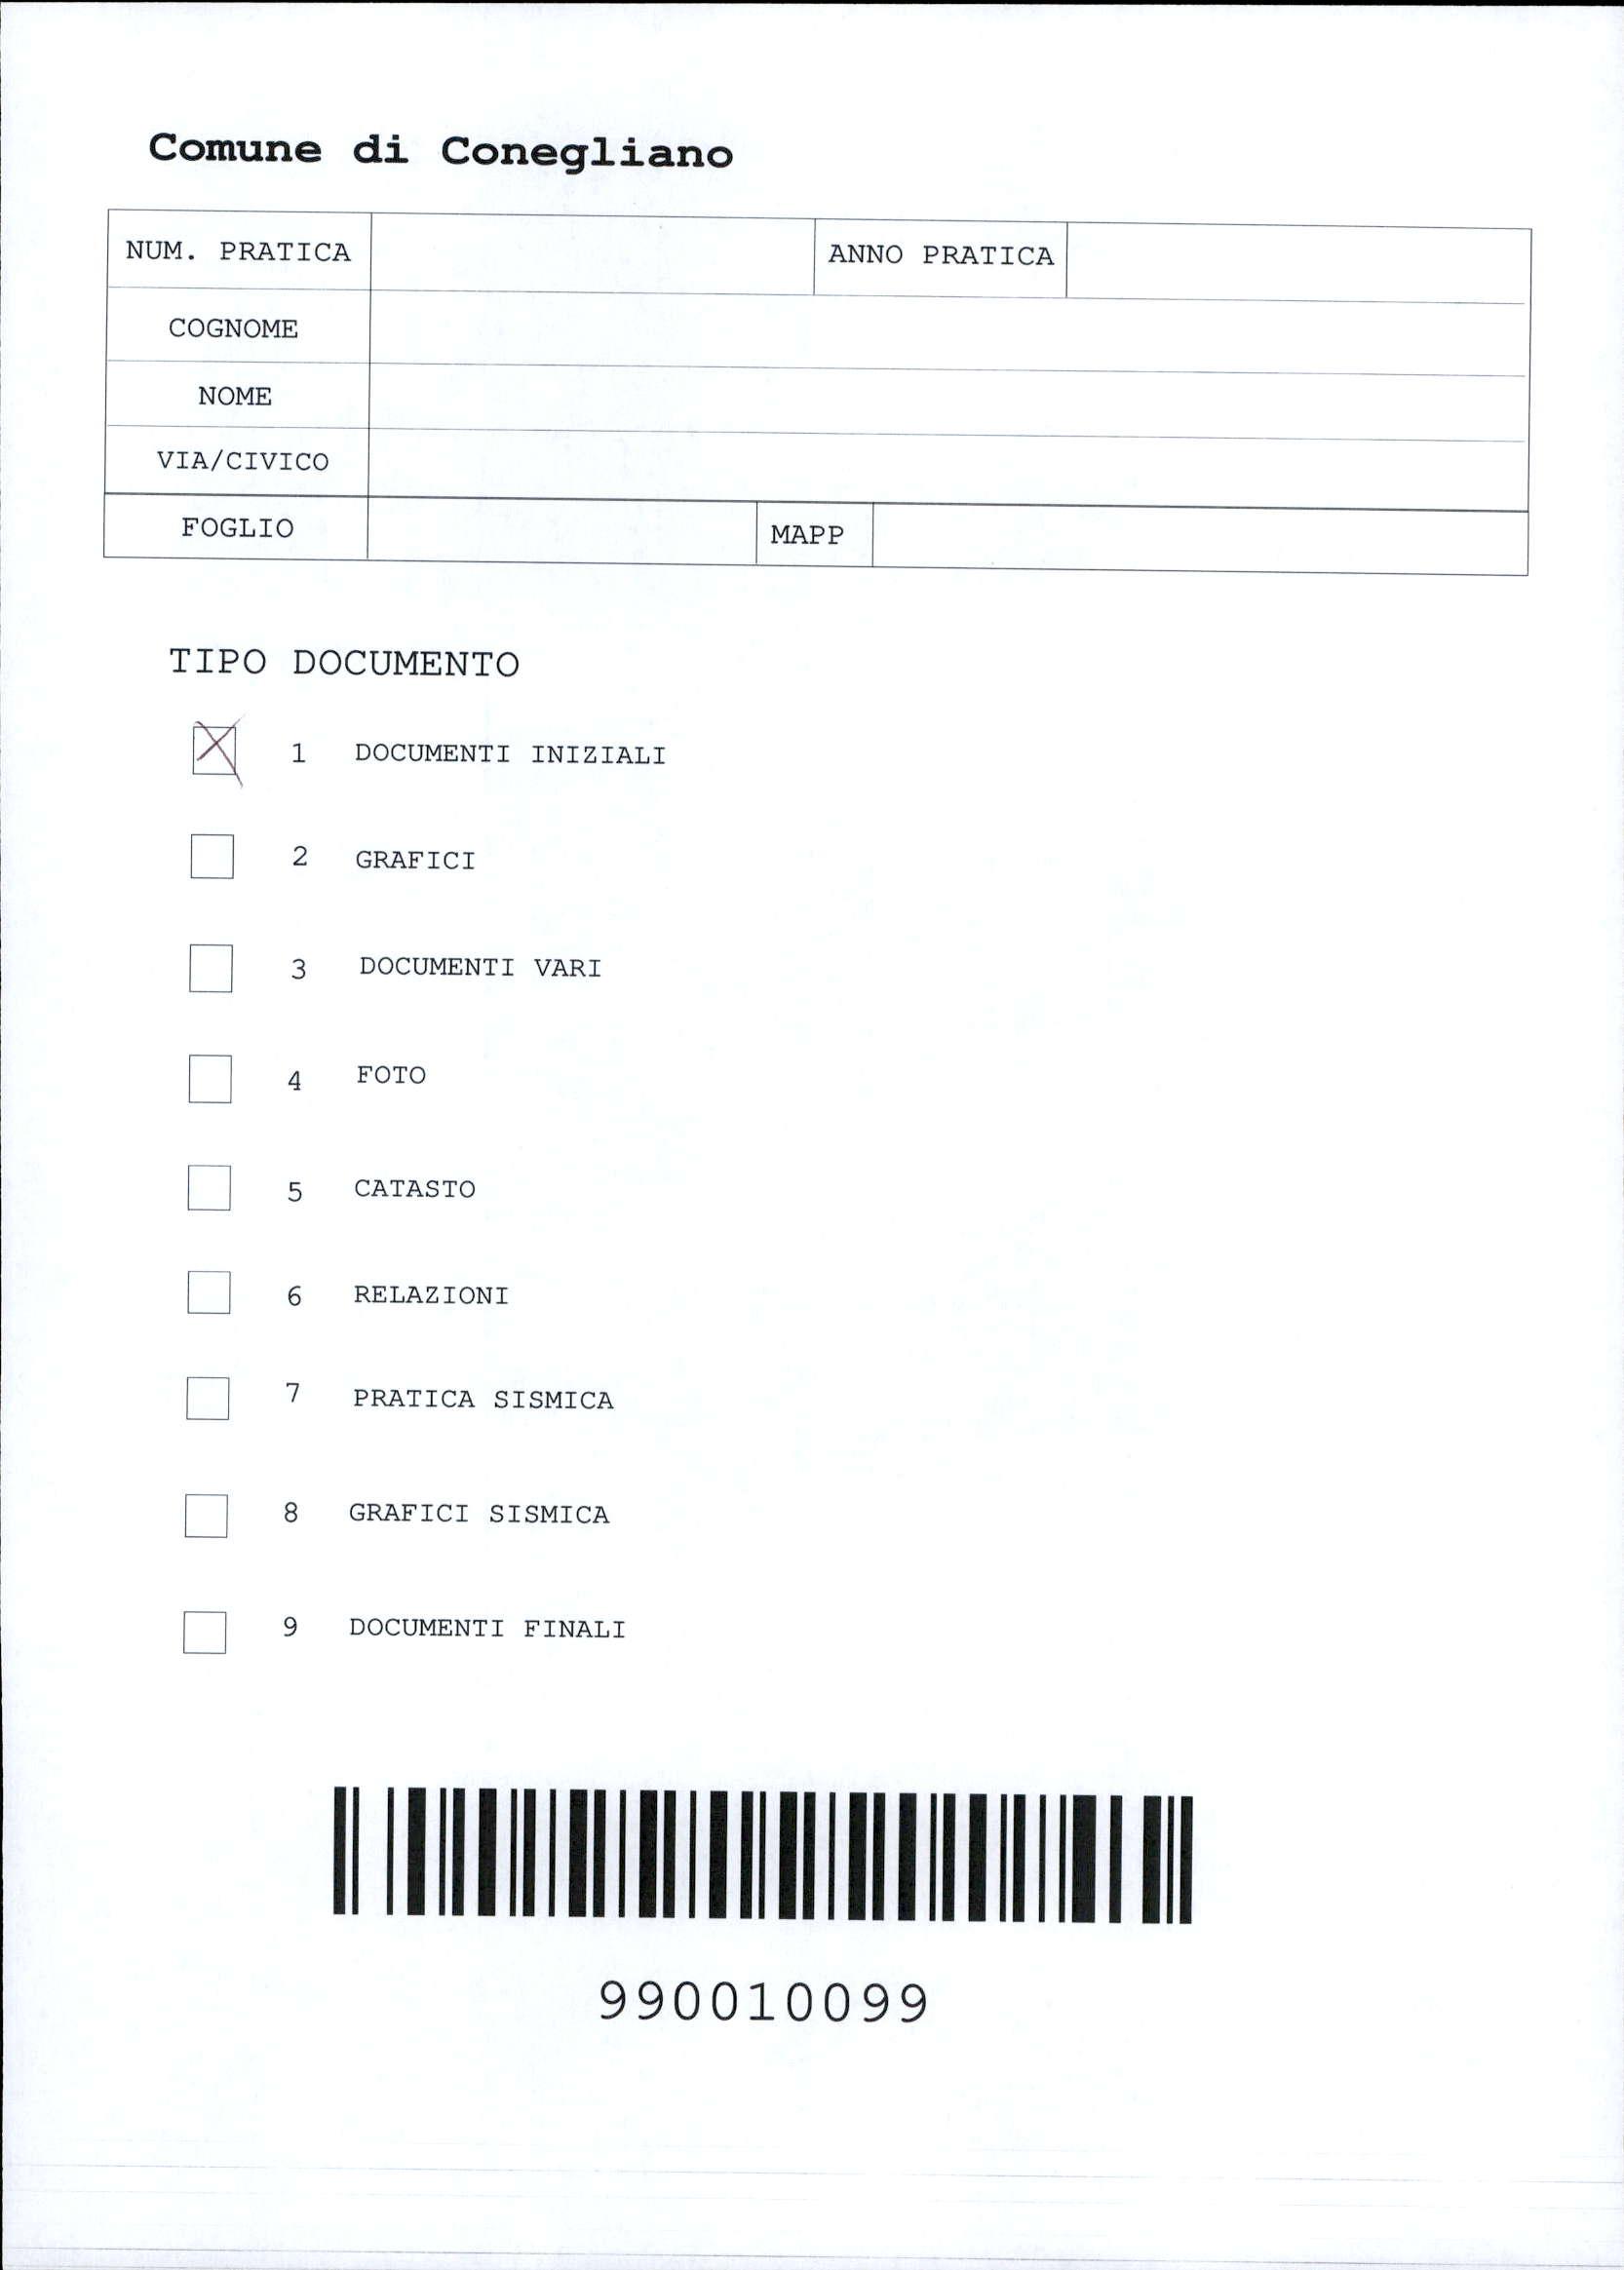 Comune di Conegliano
NUM. PRATICA ANNO PRATICA
COGNOME
NOME
VIA/CIVICO
FOGLIO MAPP
TIPO DOCUMENTO
1 DOCUMENTI INIZIALI
2 GRAFICI
3 DOCUMENTI VARI
4 FOTO
5 CATASTO
6 RELAZIONI
7 PRATICA SISMICA
8 GRAFICI SISMICA
9 DOCUMENTI FINALI
990010099